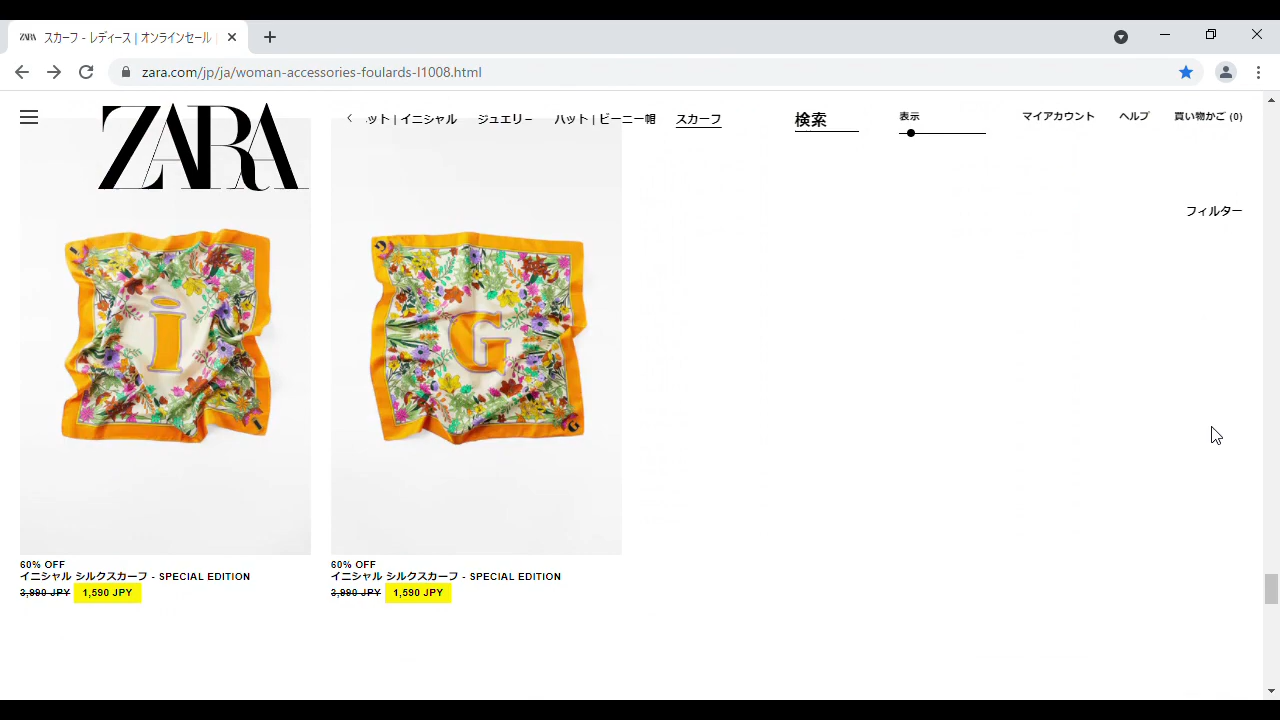 ZARA スカーフ - レディース | オンラインセール
zara.com/jp/ja/woman-accessories-foulards-l1008.html
ZARA
ット | イニシャル ジュエリー ハット | ビーニー帽 スカーフ
検索
表示
マイアカウント ヘルプ 買い物かご (0)
フィルター
i
G
60% OFF
イニシャル シルクスカーフ - SPECIAL EDITION
3,990 JPY 1,590 JPY
60% OFF
イニシャル シルクスカーフ - SPECIAL EDITION
3,990 JPY 1,590 JPY